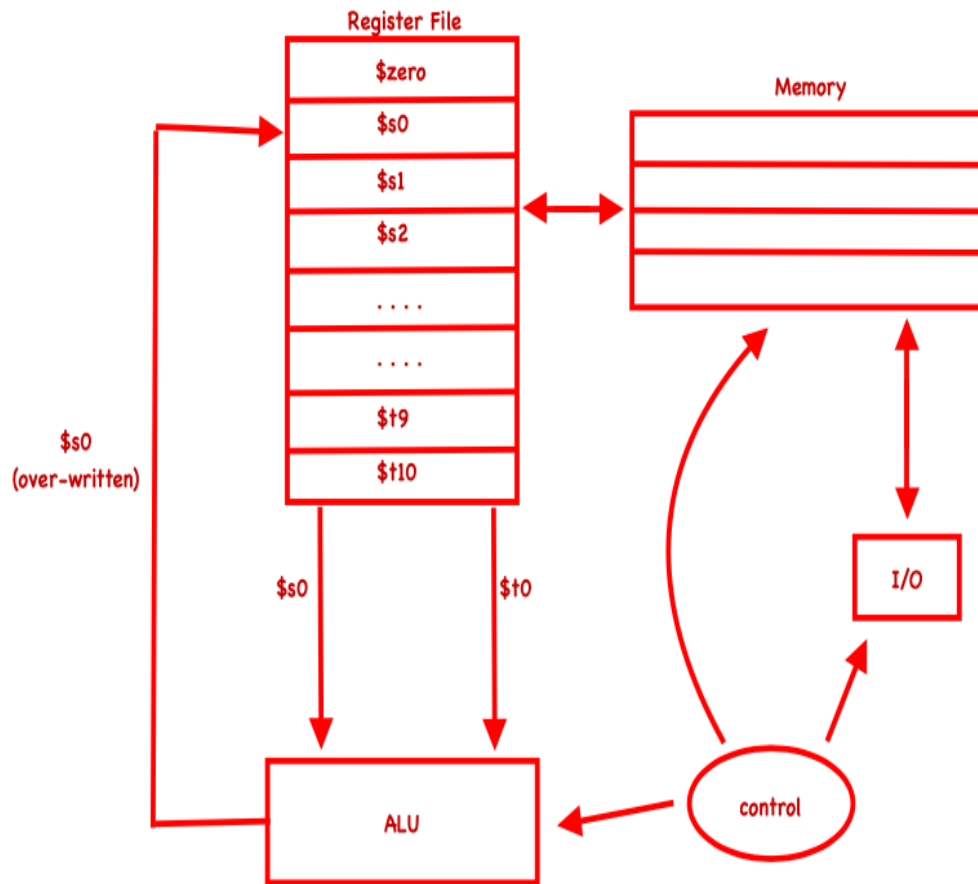 Register File
$zero
Memory
$s0
$s1
$s2
. . . .
. . . .
$t9
$s0
(over-written)
$t10
$s0
$t0
I/O
control
ALU